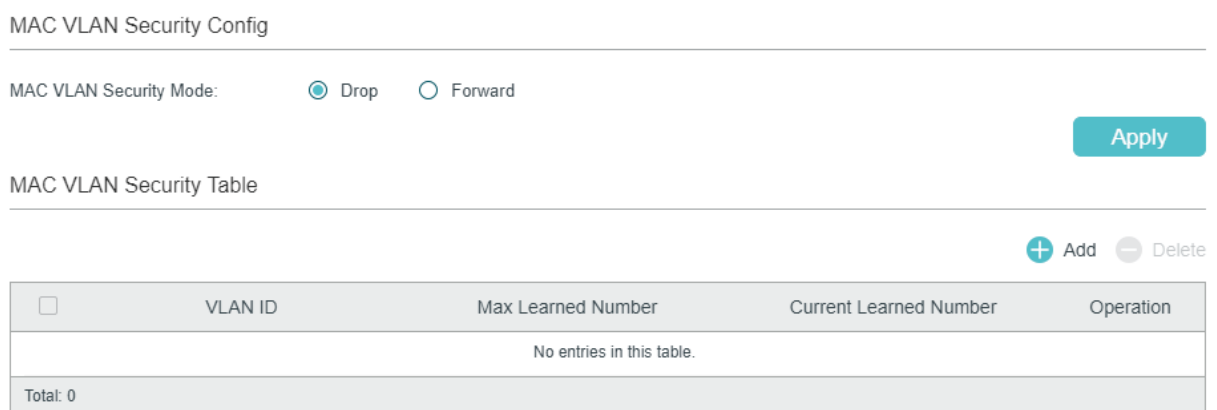 MAC VLAN Security Config
MAC VLAN Security Mode: Drop Forward
Apply
MAC VLAN Security Table
Add Delete
VLAN ID Max Learned Number Current Learned Number Operation
No entries in this table.
Total: 0